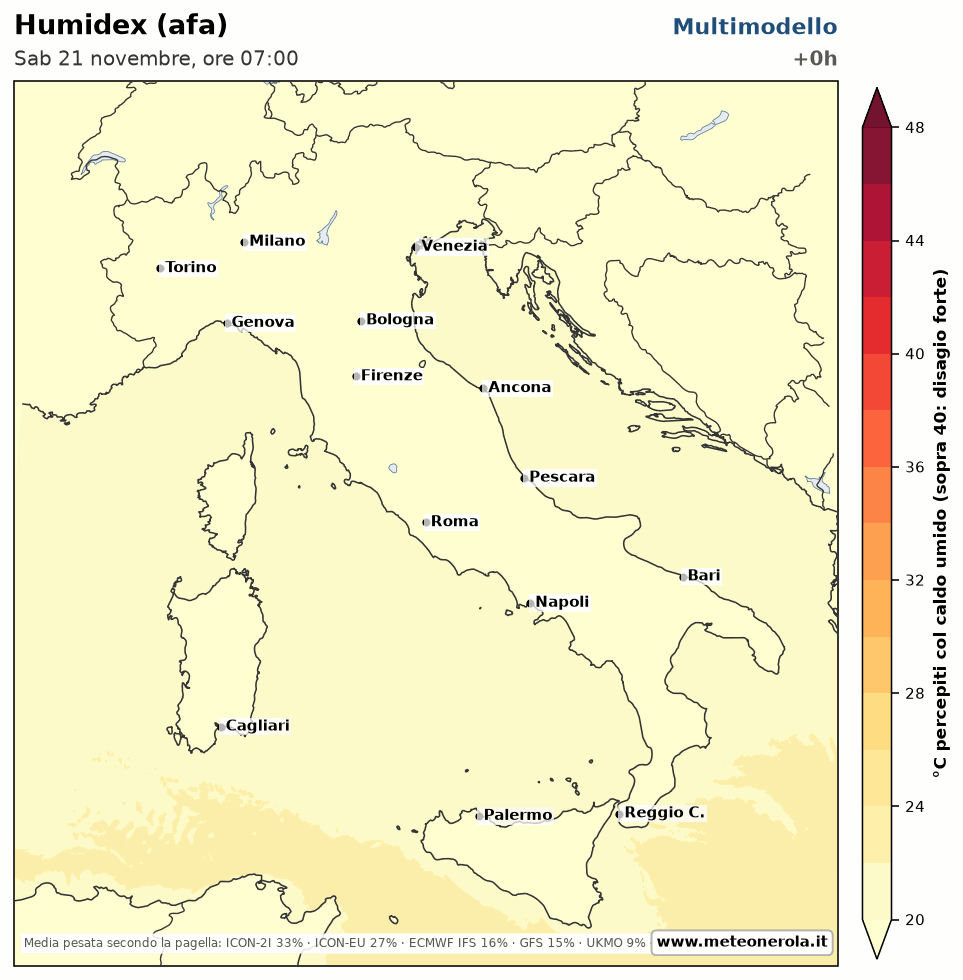 Humidex (afa)
Multimodello
Sab 21 novembre, ore 07:00
+0h
48
44
40
36
32
28
24
20
°C percepiti col caldo umido (sopra 40: disagio forte)
Milano
Venezia
Torino
Genova
Bologna
Firenze
Ancona
Pescara
Roma
Bari
Napoli
Cagliari
Palermo
Reggio C.
Media pesata secondo la pagella: ICON-2I 33% · ICON-EU 27% · ECMWF IFS 16% · GFS 15% · UKMO 9%
www.meteonerola.it